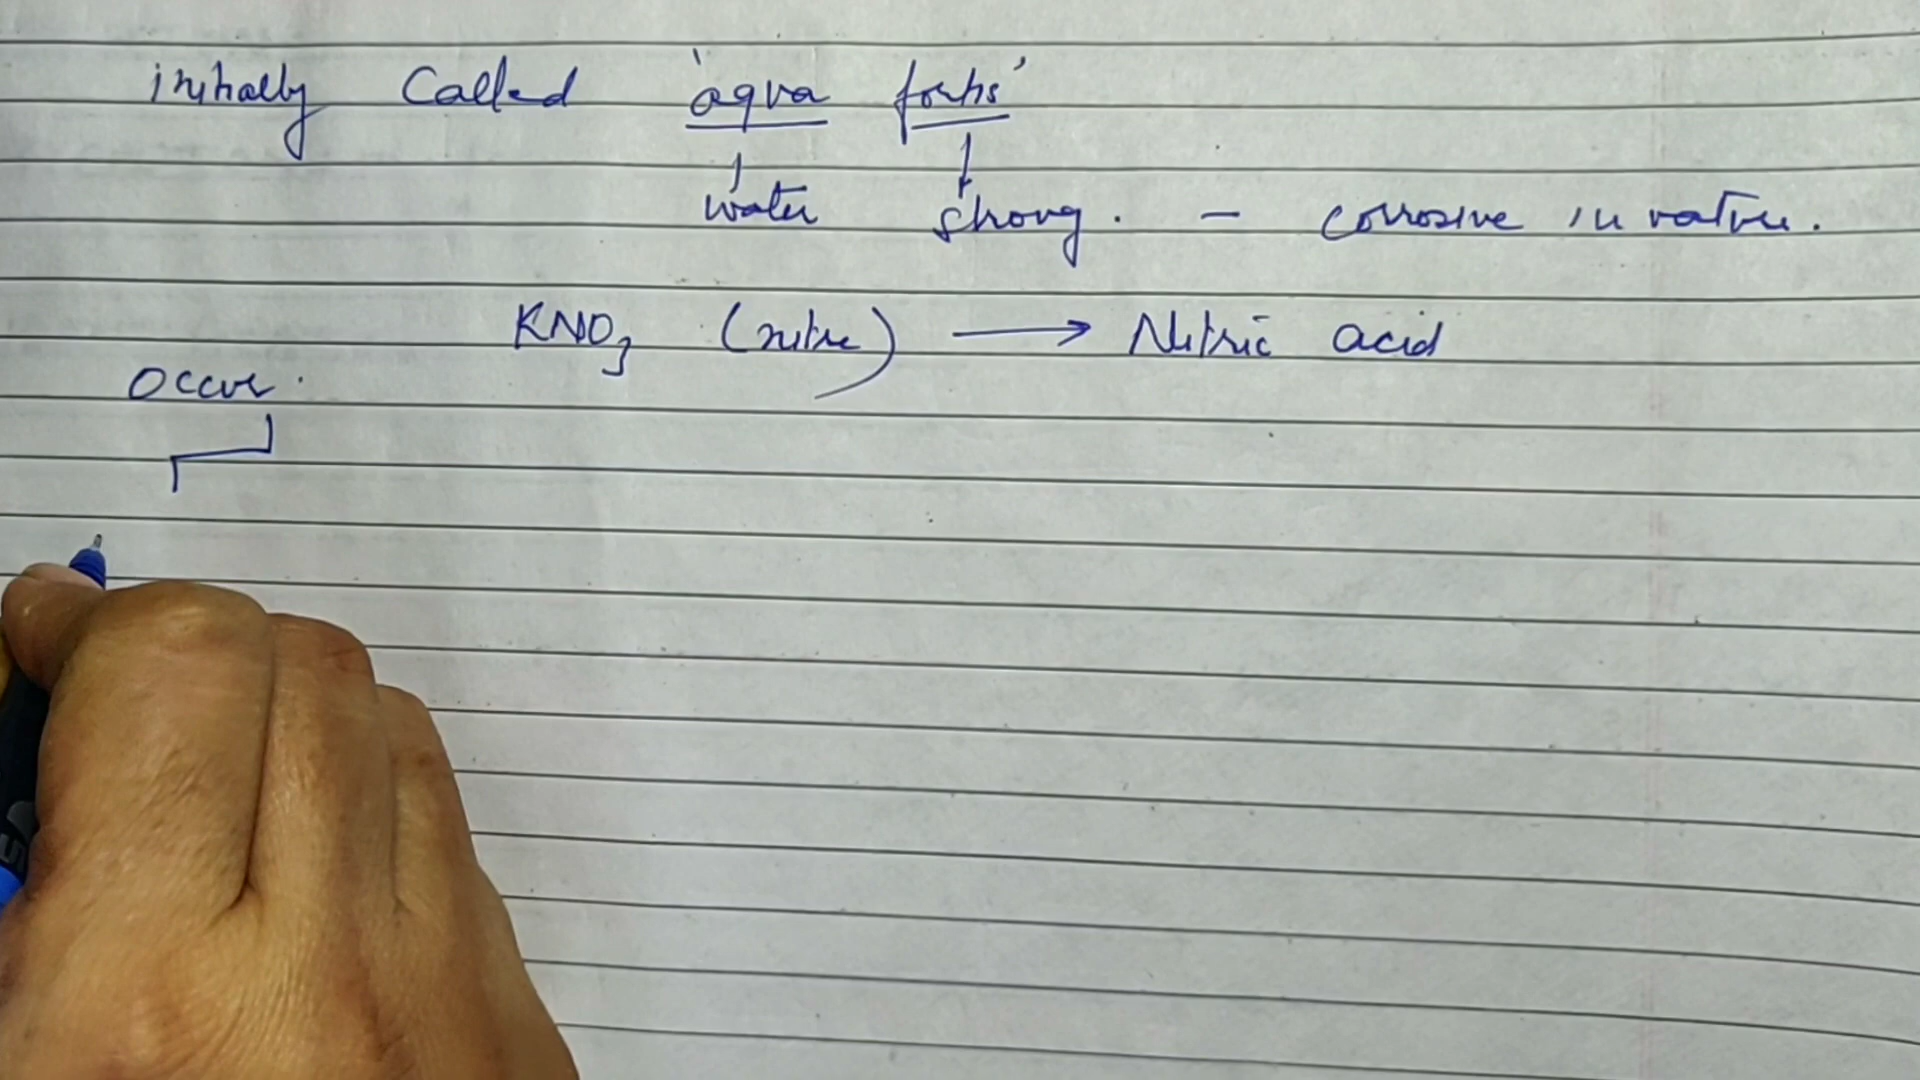 initially Called 'aqua fortis'
water strong. – corrosive in nature.
KNO3 (nitre) → Nitric acid
Occur.